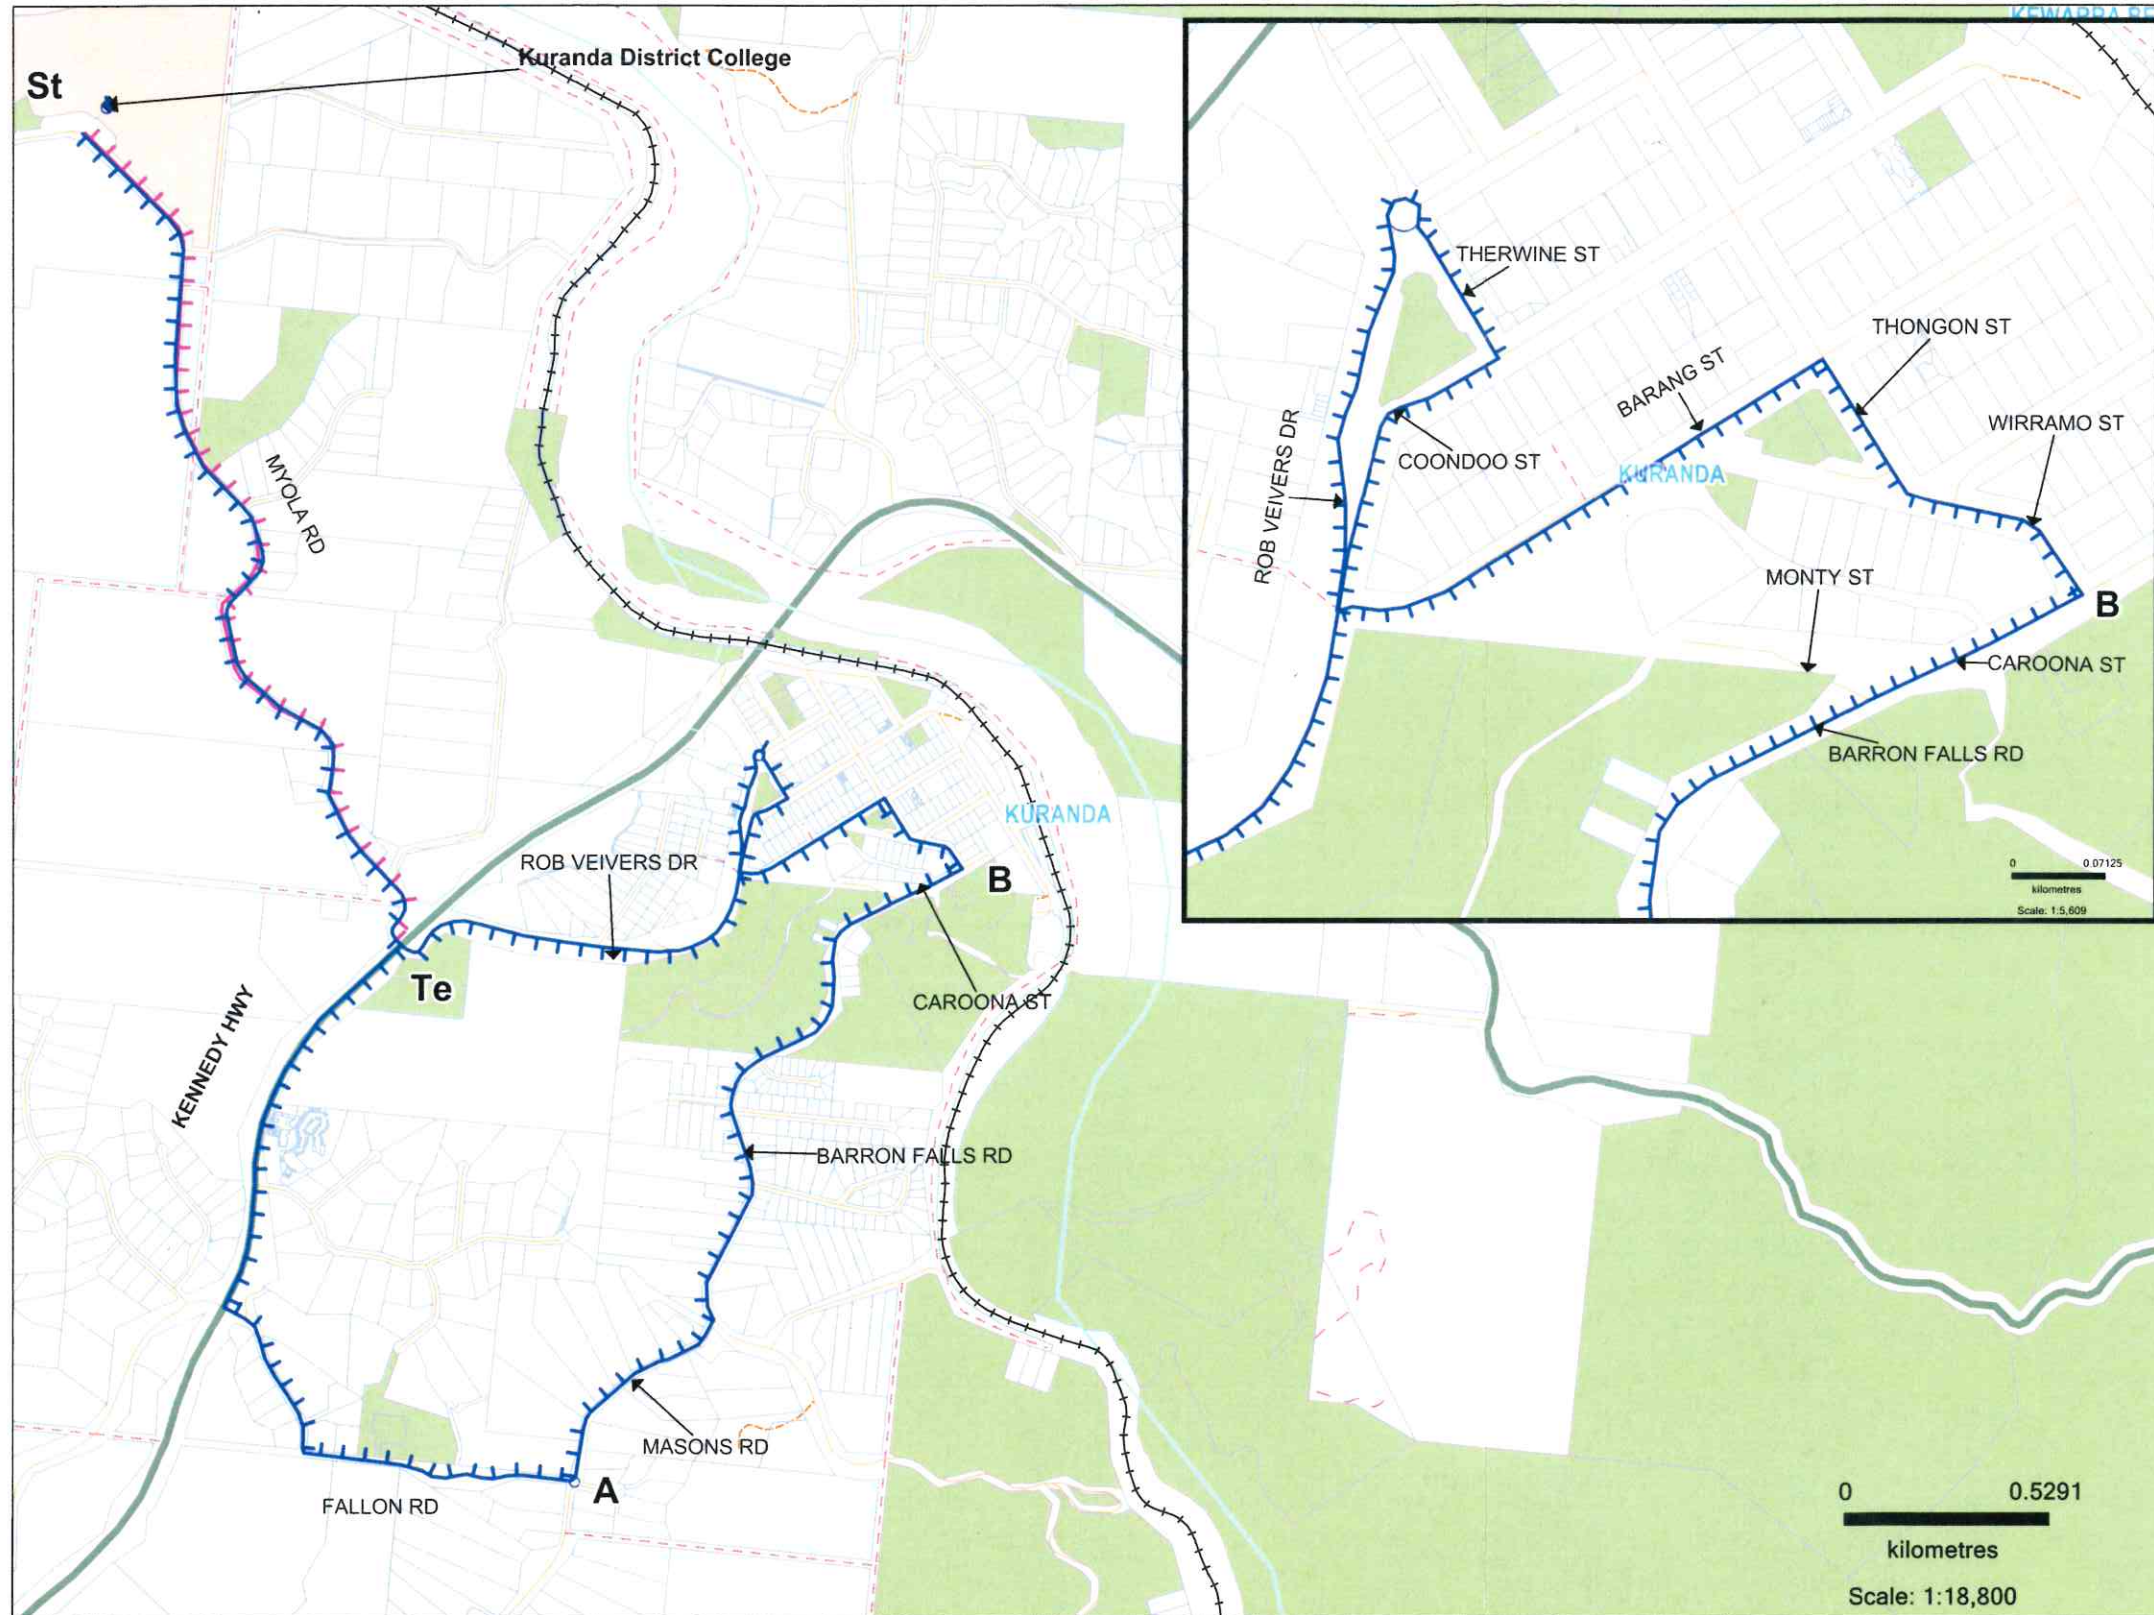 KEWARRA BE
Kuranda District College
St
THERWINE ST
THONGON ST
BARANG ST
WIRRAMO ST
COONDOO ST
KURANDA
ROB VEIVERS DR
MYOLA RD
MONTY ST
B
CAROONA ST
BARRON FALLS RD
0 0.07125
kilometres
Scale: 1:5,609
KURANDA
ROB VEIVERS DR
B
Te
CAROONA ST
KENNEDY HWY
BARRON FALLS RD
MASONS RD
A
FALLON RD
0 0.5291
kilometres
Scale: 1:18,800